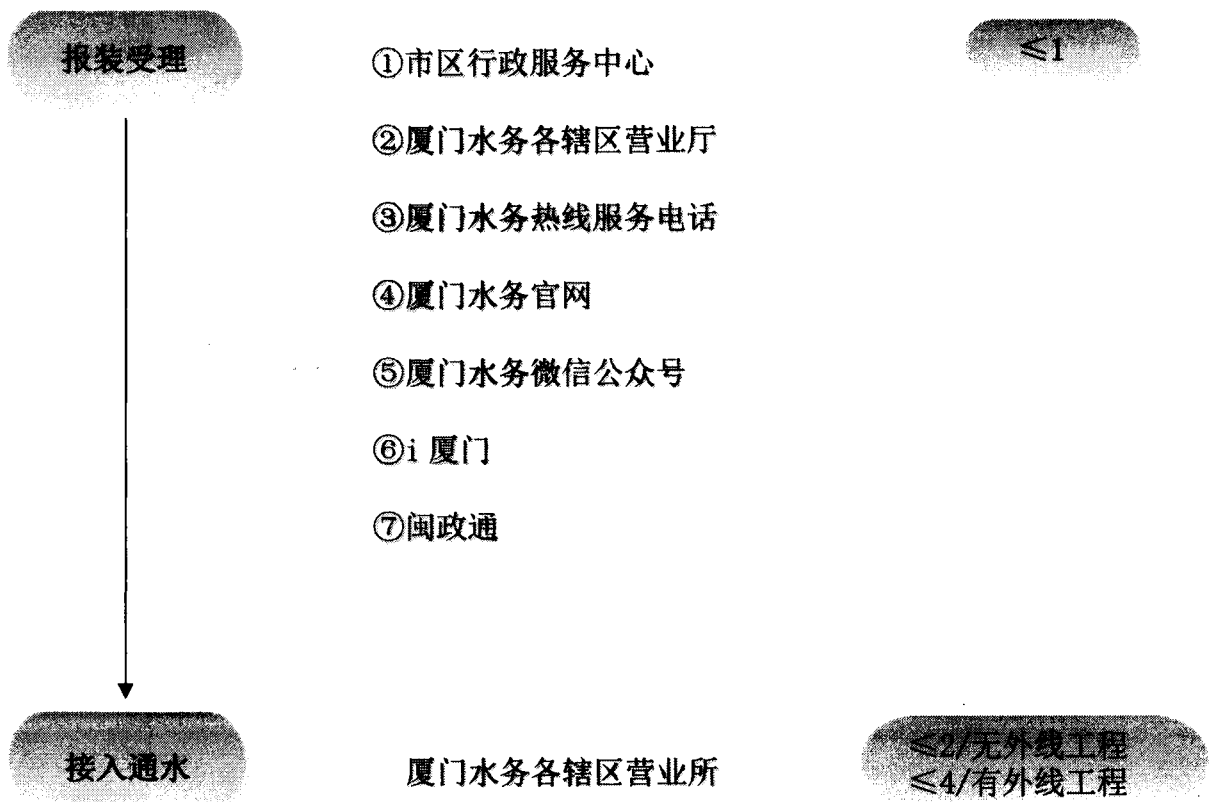 报装受理
①市区行政服务中心
≤1
②厦门水务各辖区营业厅
③厦门水务热线服务电话
④厦门水务官网
⑤厦门水务微信公众号
⑥i 厦门
⑦闽政通
接入通水
厦门水务各辖区营业所
≤2/无外线工程
≤4/有外线工程